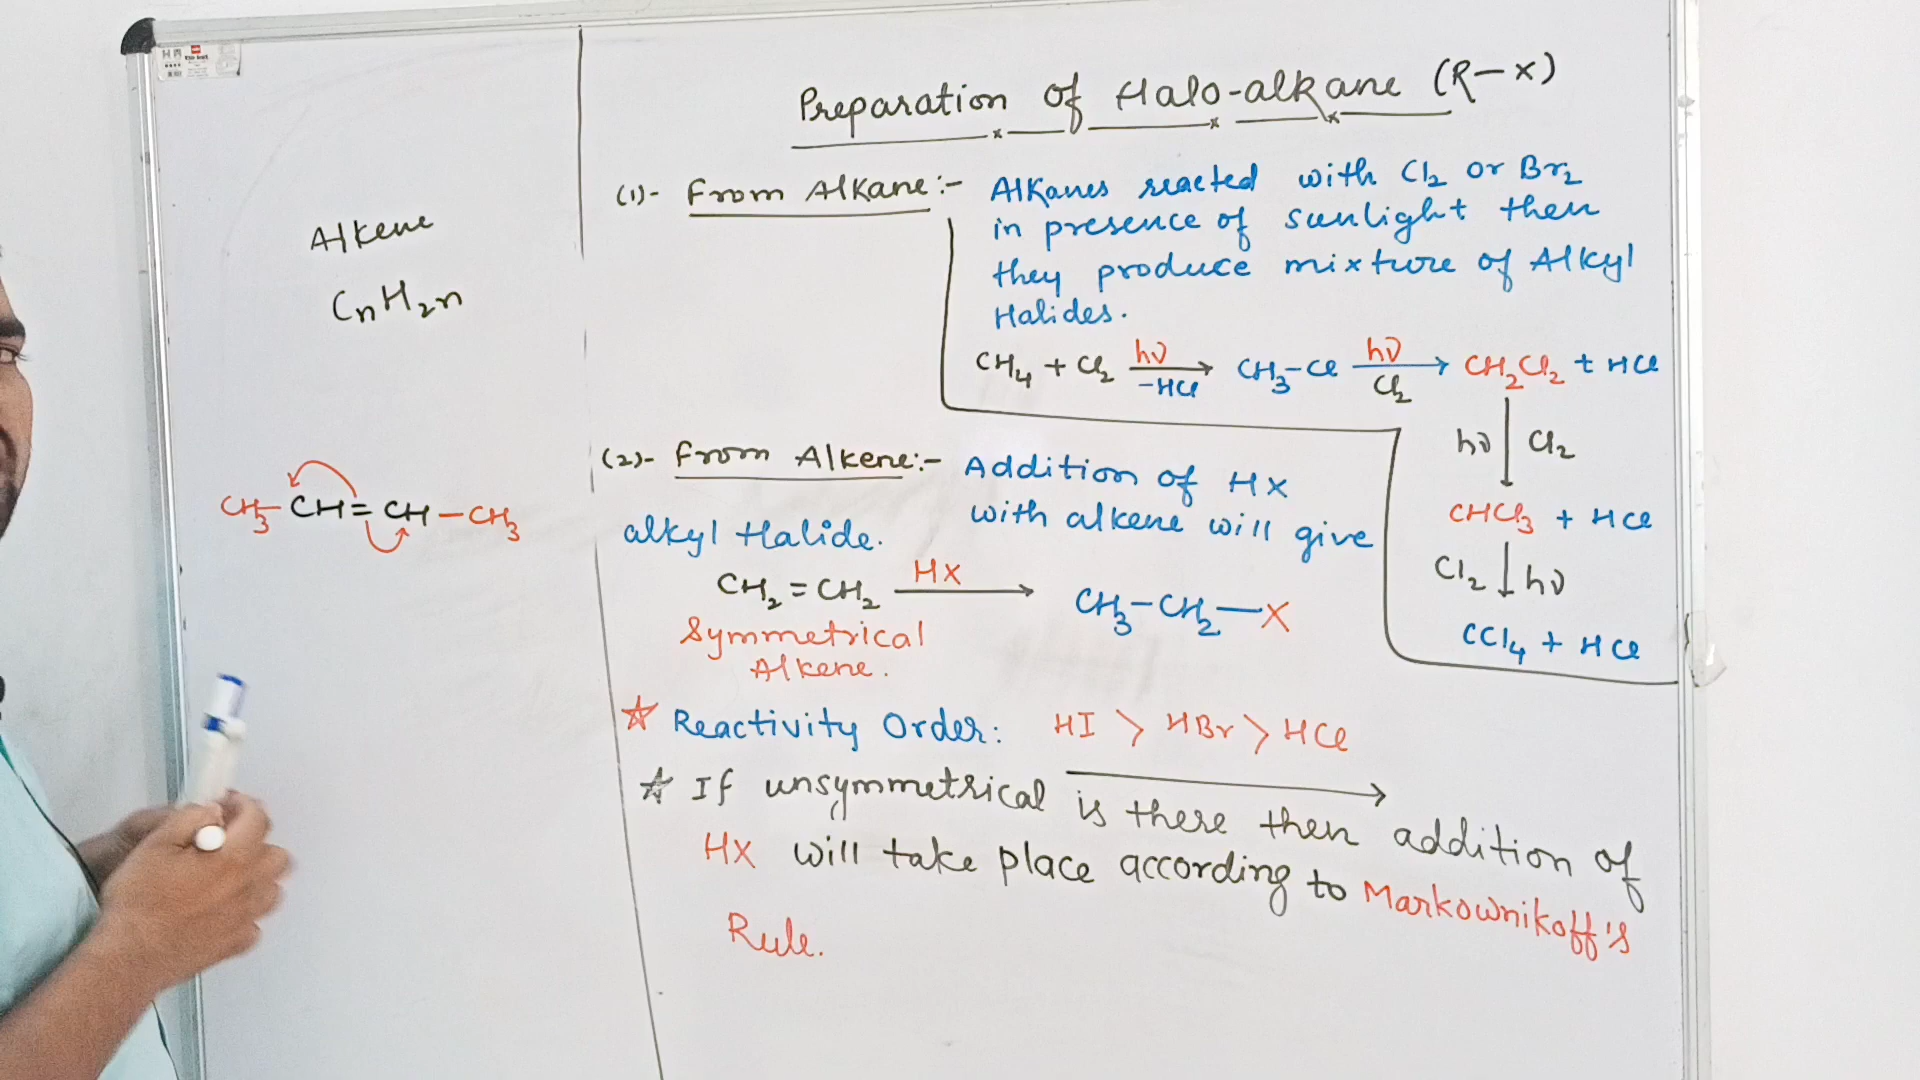 Alkene
CnH2n
CH3-CH=CH-CH3
Preparation of Halo-alkane (R-x)
(1)- From Alkane:- Alkanes reacted with Cl2 or Br2
in presence of sunlight then
they produce mixture of Alkyl
Halides.
CH4 + Cl2 hν -HCl → CH3-Cl hν Cl2 → CH2Cl2 + HCl
hν ↓ Cl2
CHCl3 + HCl
Cl2 ↓ hν
CCl4 + HCl
(2)- From Alkene:- Addition of HX
with alkene will give
alkyl Halide.
CH2=CH2 HX → CH3-CH2-X
Symmetrical
Alkene.
☆ Reactivity Order: HI > HBr > HCl
☆ If unsymmetrical is there then addition of
HX will take place according to Markownikoff's
Rule.